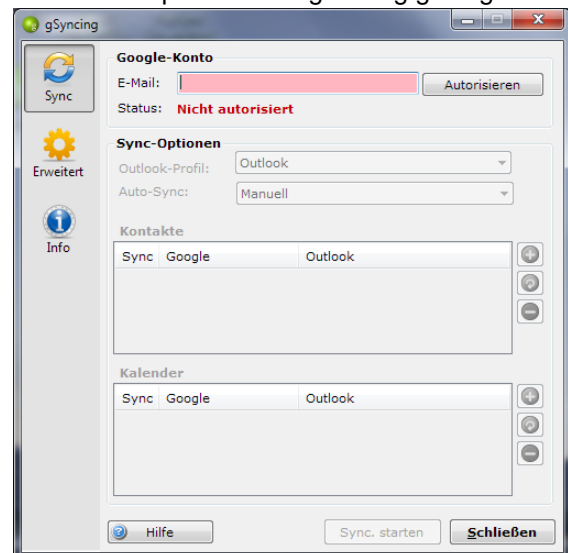 gSyncing
Google-Konto
E-Mail:
Autorisieren
Status: Nicht autorisiert
Sync
Sync-Optionen
Outlook-Profil: Outlook
Auto-Sync: Manuell
Erweitert
Kontakte
Info
Sync Google Outlook
Kalender
Sync Google Outlook
Hilfe
Sync. starten
Schließen